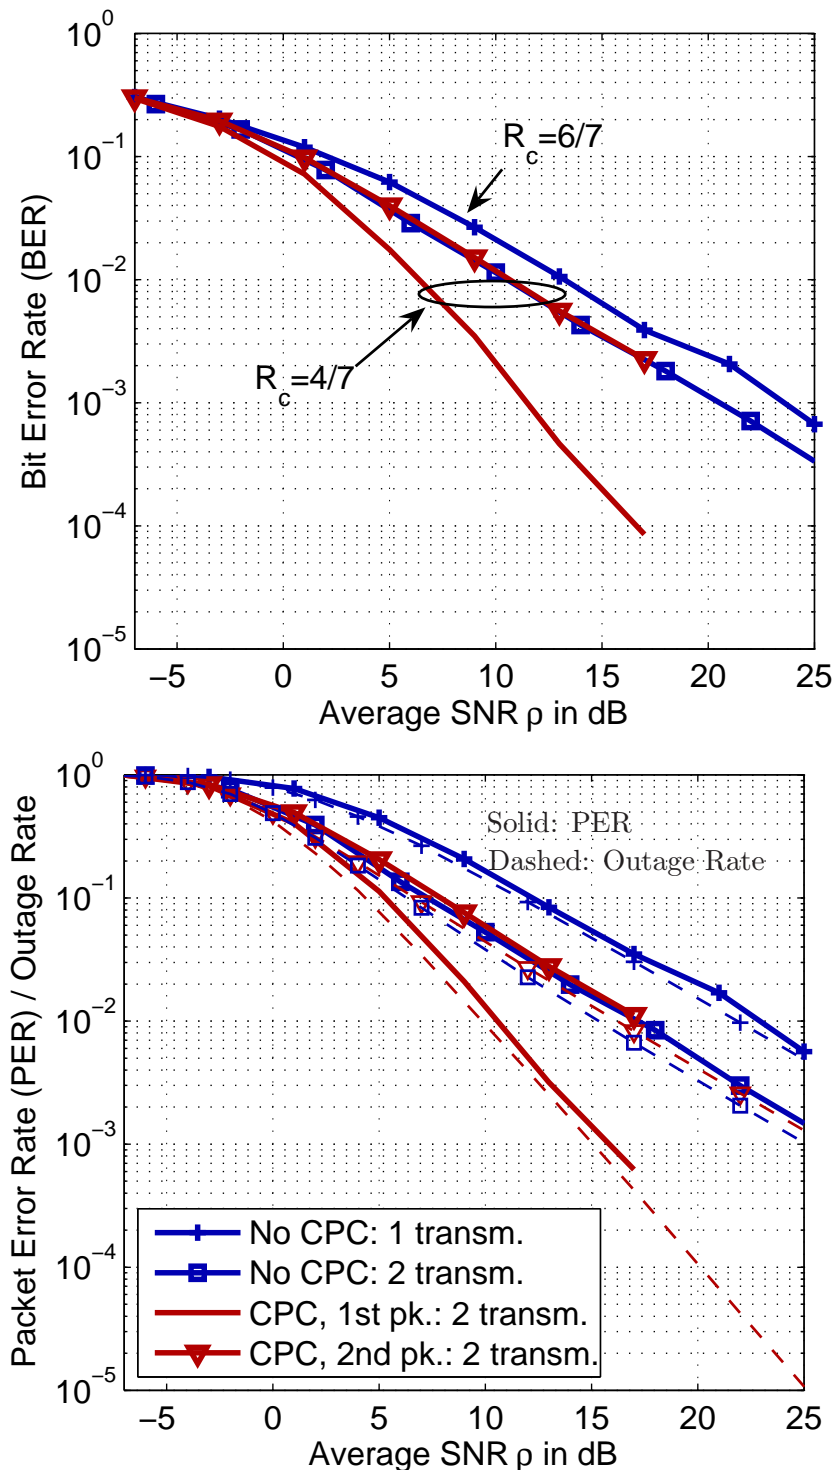 10^0
10^-1
10^-2
10^-3
10^-4
10^-5
Bit Error Rate (BER)
R_c=6/7
R_c=4/7
−5 0 5 10 15 20 25
Average SNR ρ in dB
10^0
10^-1
10^-2
10^-3
10^-4
10^-5
Packet Error Rate (PER) / Outage Rate
Solid: PER
Dashed: Outage Rate
No CPC: 1 transm.
No CPC: 2 transm.
CPC, 1st pk.: 2 transm.
CPC, 2nd pk.: 2 transm.
−5 0 5 10 15 20 25
Average SNR ρ in dB